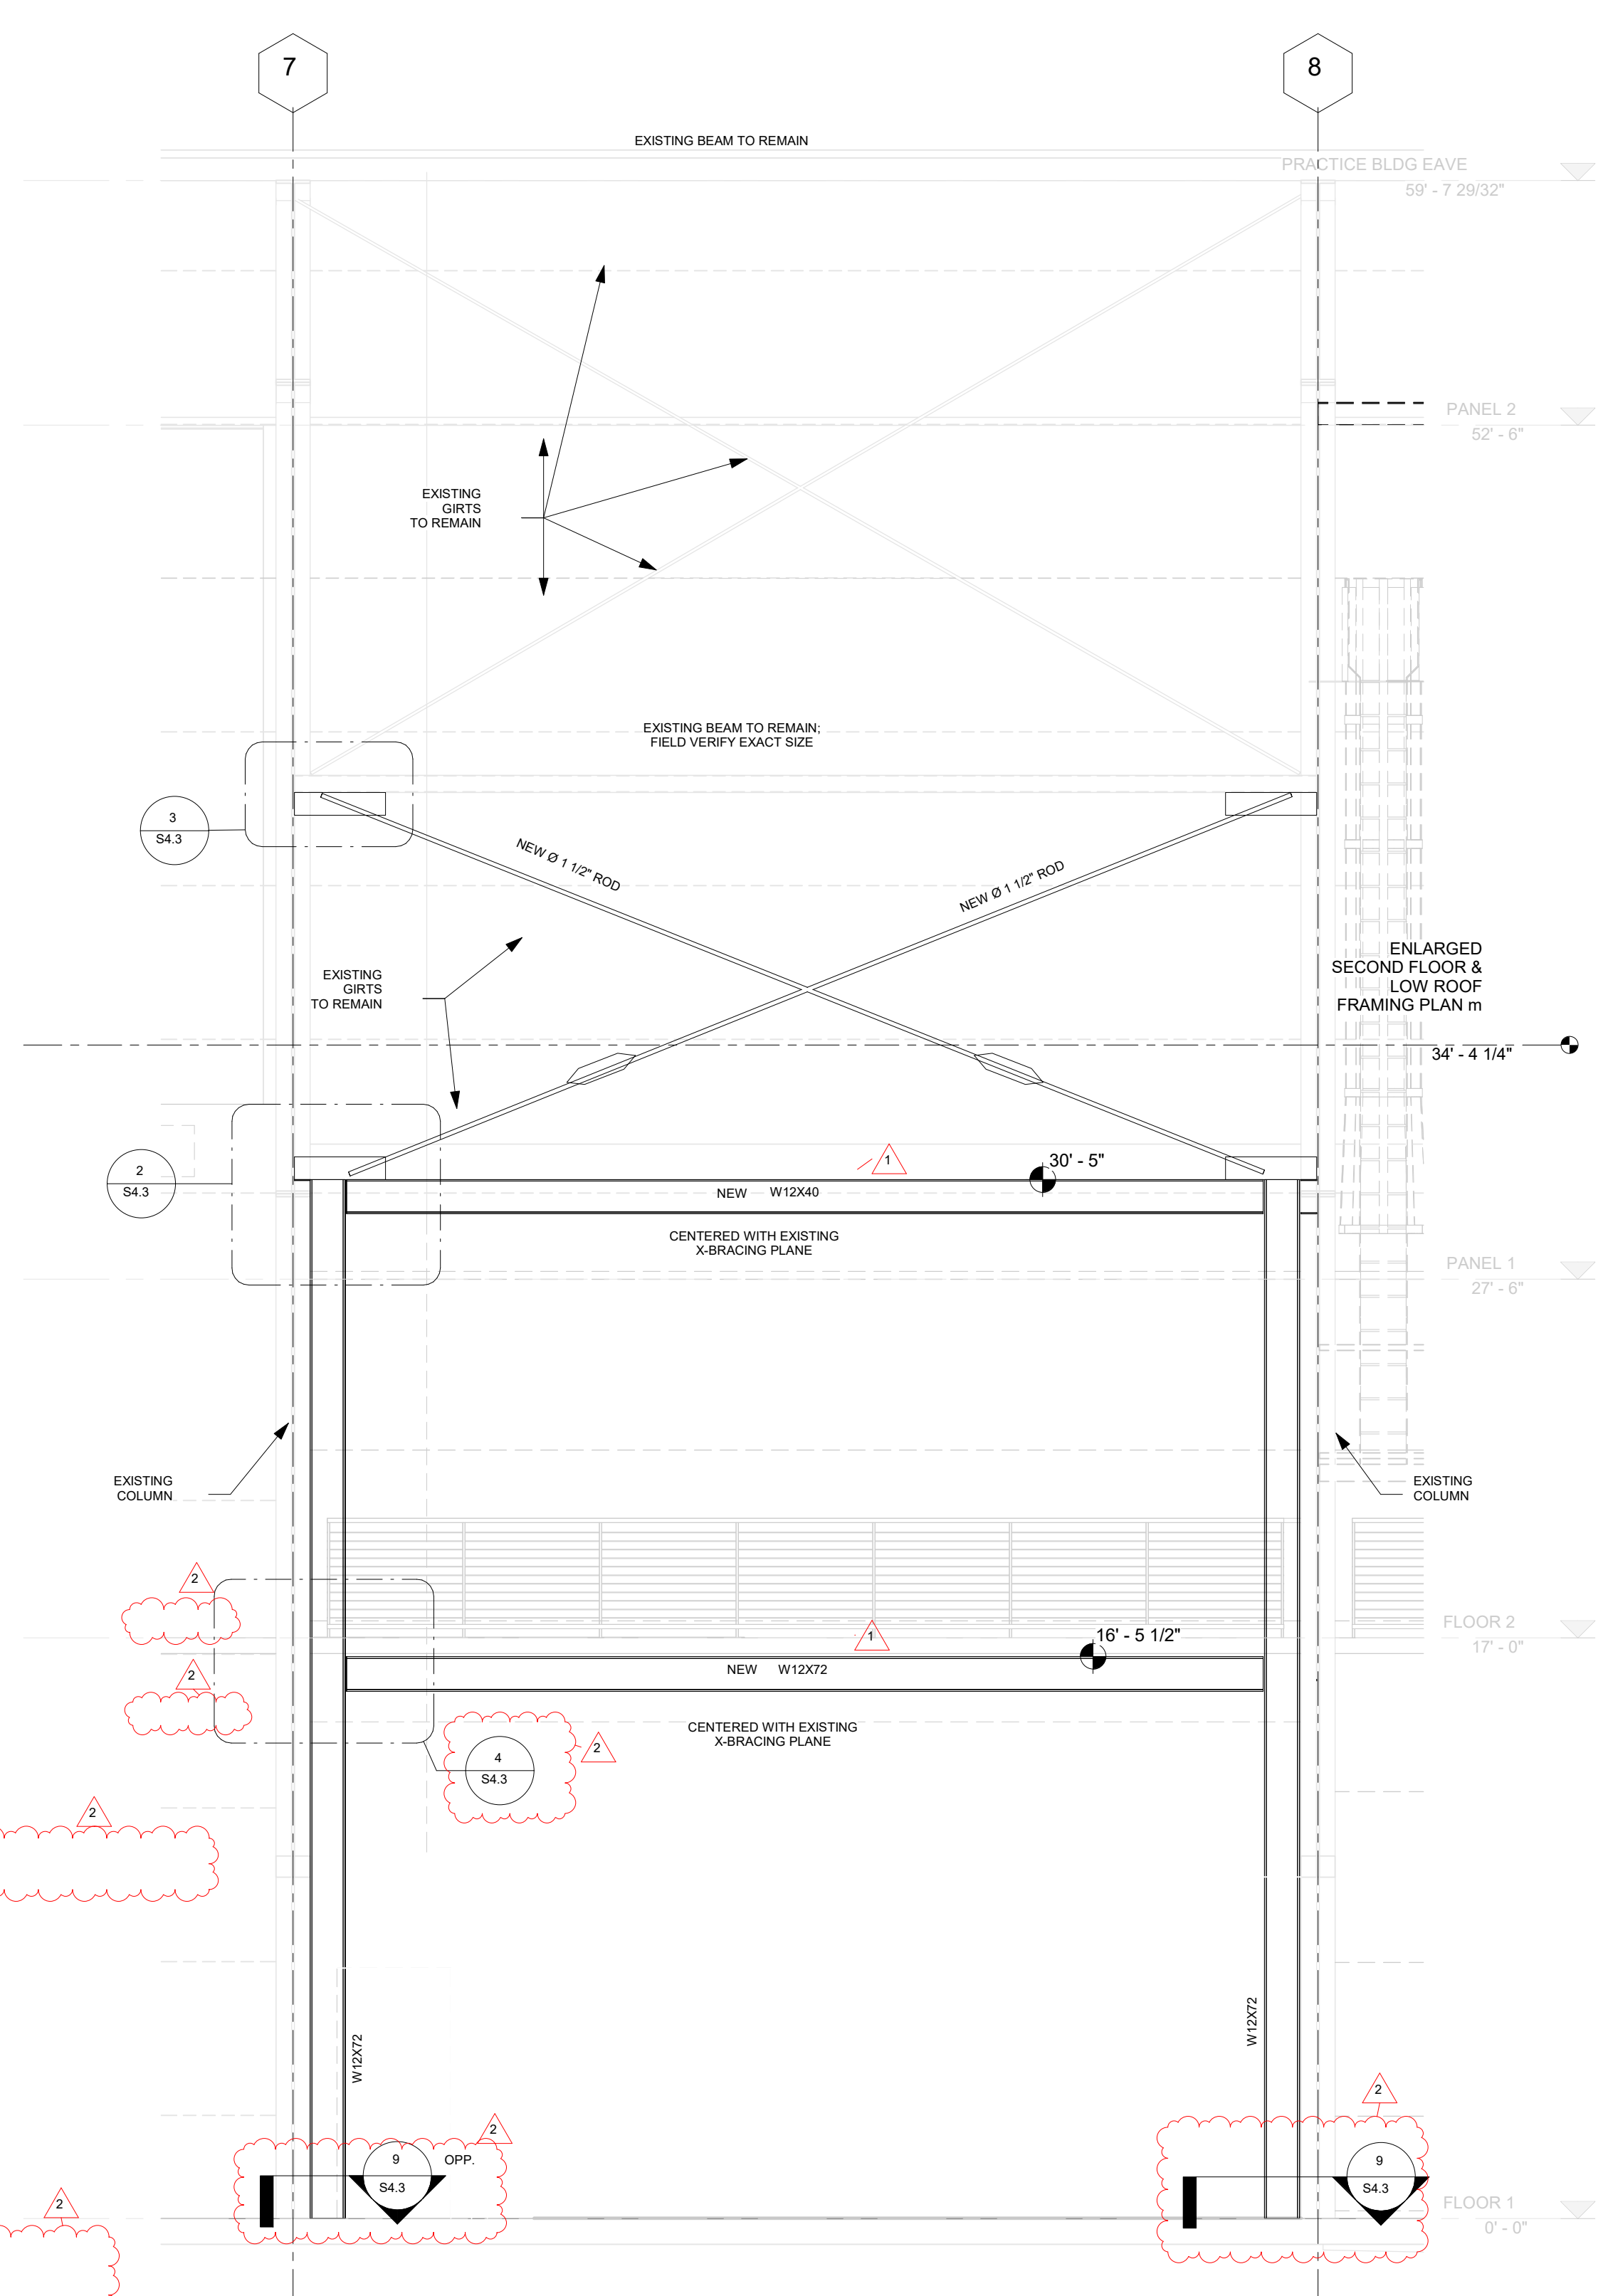 7
8
EXISTING BEAM TO REMAIN
PRACTICE BLDG EAVE
59' - 7 29/32"
PANEL 2
52' - 6"
EXISTING
GIRTS
TO REMAIN
EXISTING BEAM TO REMAIN;
FIELD VERIFY EXACT SIZE
3
S4.3
NEW Ø 1 1/2" ROD
NEW Ø 1 1/2" ROD
ENLARGED
SECOND FLOOR &
LOW ROOF
FRAMING PLAN m
34' - 4 1/4"
EXISTING
GIRTS
TO REMAIN
2
S4.3
1
30' - 5"
NEW W12X40
CENTERED WITH EXISTING
X-BRACING PLANE
PANEL 1
27' - 6"
EXISTING
COLUMN
EXISTING
COLUMN
2
FLOOR 2
17' - 0"
1
16' - 5 1/2"
2
NEW W12X72
CENTERED WITH EXISTING
X-BRACING PLANE
4
S4.3
2
2
W12X72
W12X72
2
2
9
S4.3
OPP.
9
S4.3
2
FLOOR 1
0' - 0"